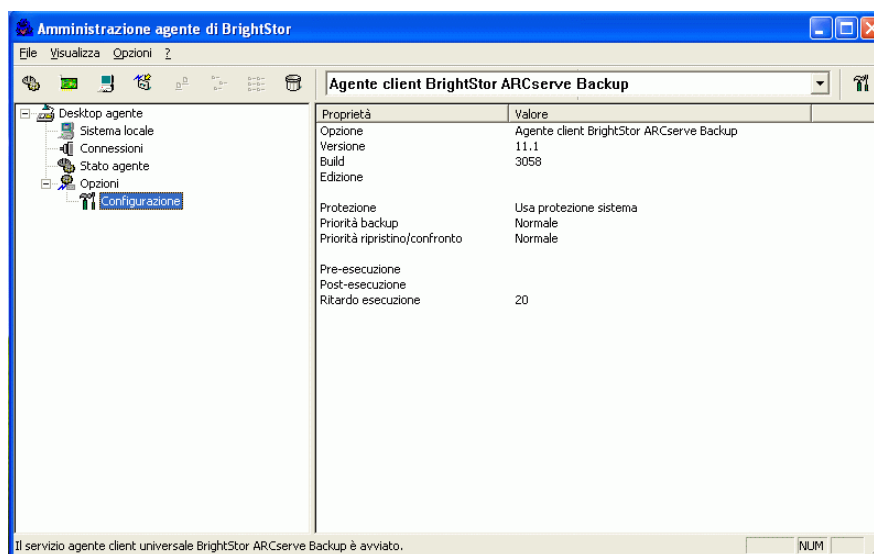 Amministrazione agente di BrightStor
File Visualizza Opzioni ?
Agente client BrightStor ARCserve Backup
Desktop agente
Sistema locale
Connessioni
Stato agente
Opzioni
Configurazione
Proprietà Valore
Opzione Agente client BrightStor ARCserve Backup
Versione 11.1
Build 3058
Edizione
Protezione Usa protezione sistema
Priorità backup Normale
Priorità ripristino/confronto Normale
Pre-esecuzione
Post-esecuzione
Ritardo esecuzione 20
Il servizio agente client universale BrightStor ARCserve Backup è avviato. NUM